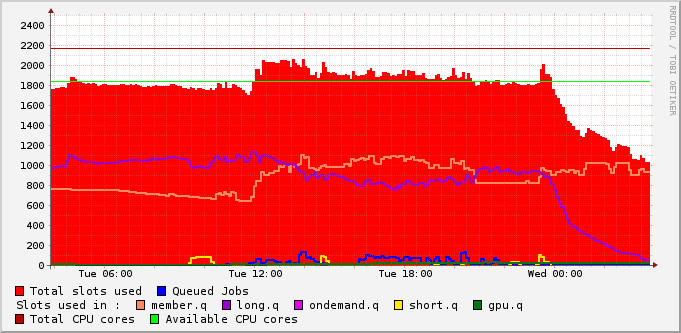 2400
2200
2000
1800
1600
1400
1200
1000
800
600
400
200
0
Tue 06:00 Tue 12:00 Tue 18:00 Wed 00:00
Total slots used Queued Jobs
Slots used in : member.q long.q ondemand.q short.q gpu.q
Total CPU cores Available CPU cores
RRDTOOL / TOBI OETIKER